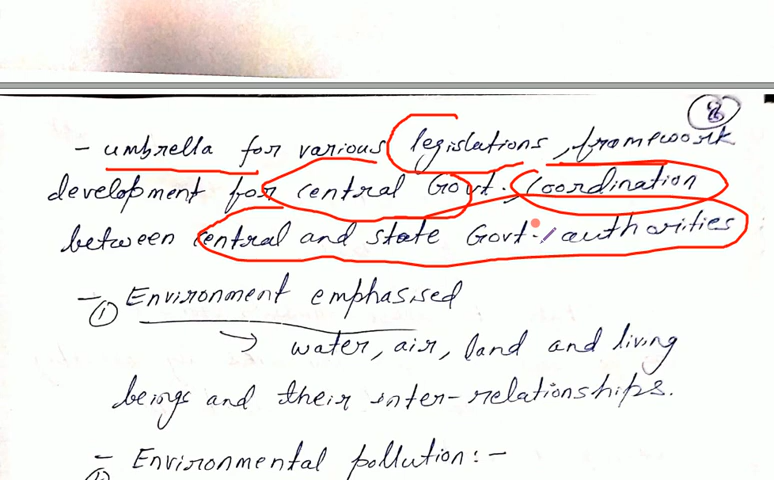 8
- umbrella for various legislations, framework
development for central Govt., coordination
between central and state Govt./authorities
- ① Environment emphasised
→ water, air, land and living
beings and their inter-relationships.
- Environmental pollution:-